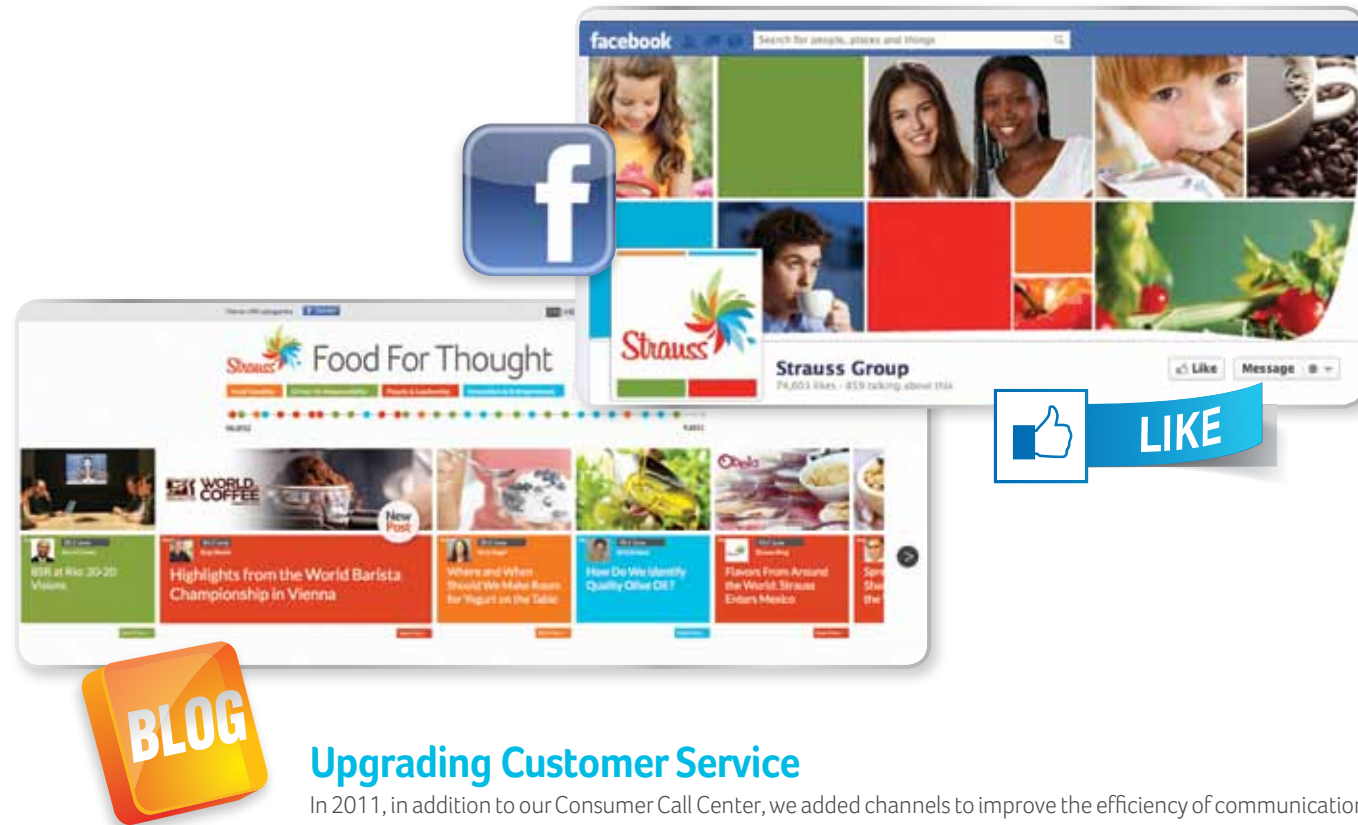 facebook
Search for people, places and things
f
Strauss
Strauss Group
74,603 likes - 859 talking about this
Like
Message
LIKE
Strauss
Food For Thought
WORLD
COFFEE
New
Post
Obela
BSR at Rio: 20-20
Visions
Highlights from the World Barista
Championship in Vienna
Where and When
Should We Make Room
for Yogurt on the Table
How Do We Identify
Quality Olive Oil?
Flavors From Around
the World: Strauss
Enters Mexico
BLOG
Upgrading Customer Service
In 2011, in addition to our Consumer Call Center, we added channels to improve the efficiency of communication